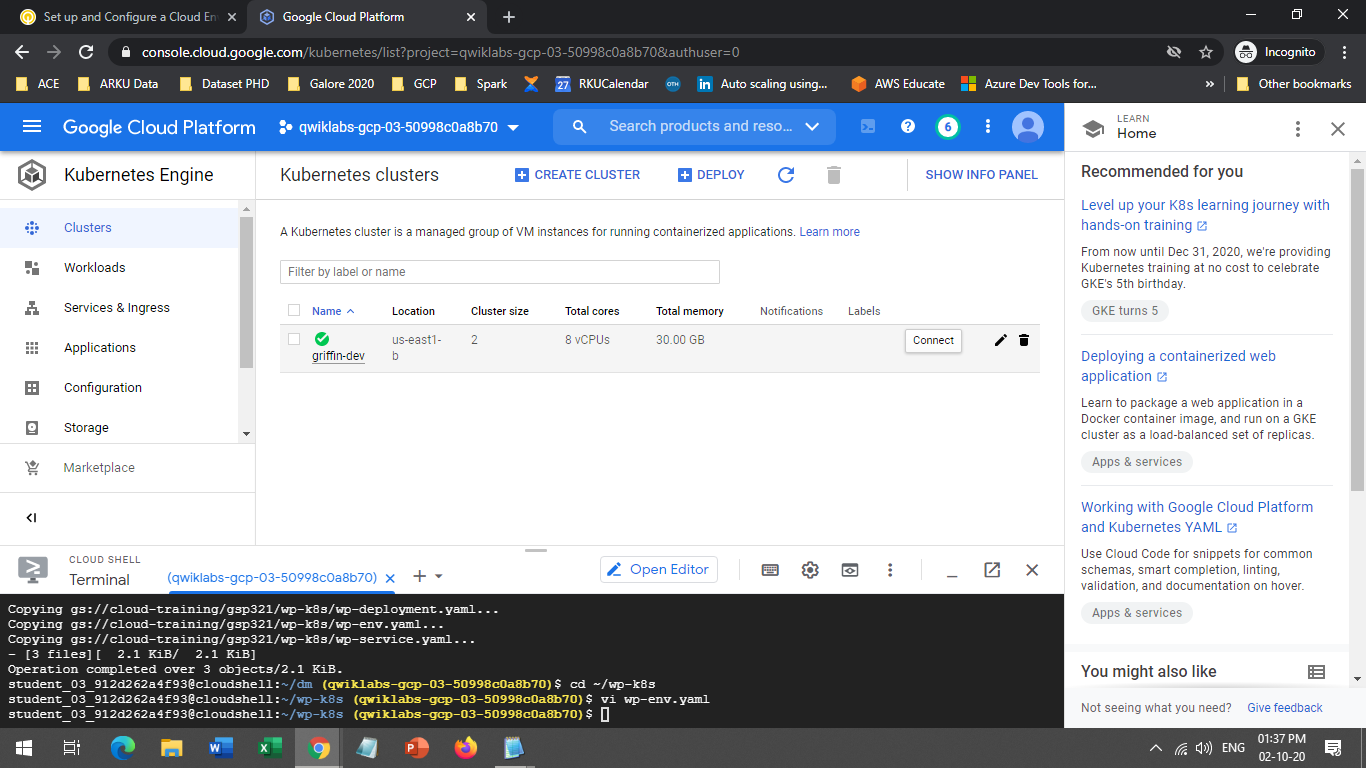 Set up and Configure a Cloud En
Google Cloud Platform
console.cloud.google.com/kubernetes/list?project=qwiklabs-gcp-03-50998c0a8b70&authuser=0
Incognito
ACE
ARKU Data
Dataset PHD
Galore 2020
GCP
Spark
27
RKUCalendar
OTH
in
Auto scaling using...
AWS Educate
Azure Dev Tools for...
»
Other bookmarks
Google Cloud Platform
qwiklabs-gcp-03-50998c0a8b70
Search products and reso...
6
LEARN
Home
Kubernetes Engine
Clusters
Workloads
Services & Ingress
Applications
Configuration
Storage
Marketplace
Kubernetes clusters
CREATE CLUSTER
DEPLOY
SHOW INFO PANEL
A Kubernetes cluster is a managed group of VM instances for running containerized applications. Learn more
Filter by label or name
Name Location Cluster size Total cores Total memory Notifications Labels
griffin-dev us-east1-b 2 8 vCPUs 30.00 GB Connect
Recommended for you
Level up your K8s learning journey with
hands-on training
From now until Dec 31, 2020, we're providing
Kubernetes training at no cost to celebrate
GKE's 5th birthday.
GKE turns 5
Deploying a containerized web
application
Learn to package a web application in a
Docker container image, and run on a GKE
cluster as a load-balanced set of replicas.
Apps & services
Working with Google Cloud Platform
and Kubernetes YAML
Use Cloud Code for snippets for common
schemas, smart completion, linting,
validation, and documentation on hover.
Apps & services
You might also like
Not seeing what you need? Give feedback
CLOUD SHELL
Terminal
(qwiklabs-gcp-03-50998c0a8b70)
Open Editor
Copying gs://cloud-training/gsp321/wp-k8s/wp-deployment.yaml...
Copying gs://cloud-training/gsp321/wp-k8s/wp-env.yaml...
Copying gs://cloud-training/gsp321/wp-k8s/wp-service.yaml...
- [3 files][  2.1 KiB/  2.1 KiB]
Operation completed over 3 objects/2.1 KiB.
student_03_912d262a4f93@cloudshell:~/dm (qwiklabs-gcp-03-50998c0a8b70)$ cd ~/wp-k8s
student_03_912d262a4f93@cloudshell:~/wp-k8s (qwiklabs-gcp-03-50998c0a8b70)$ vi wp-env.yaml
student_03_912d262a4f93@cloudshell:~/wp-k8s (qwiklabs-gcp-03-50998c0a8b70)$
ENG
01:37 PM
02-10-20